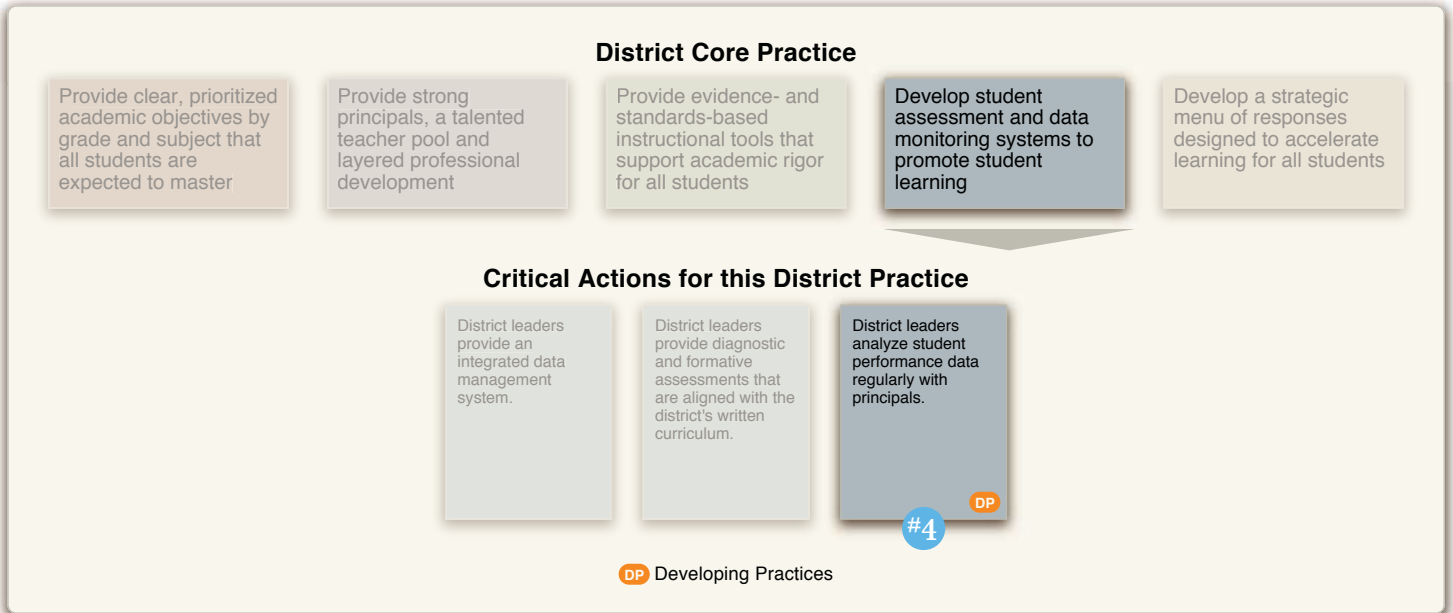 District Core Practice
Provide clear, prioritized
academic objectives by
grade and subject that
all students are
expected to master
Provide strong
principals, a talented
teacher pool and
layered professional
development
Provide evidence- and
standards-based
instructional tools that
support academic rigor
for all students
Develop student
assessment and data
monitoring systems to
promote student
learning
Develop a strategic
menu of responses
designed to accelerate
learning for all students
Critical Actions for this District Practice
District leaders
provide an
integrated data
management
system.
District leaders
provide diagnostic
and formative
assessments that
are aligned with the
district's written
curriculum.
District leaders
analyze student
performance data
regularly with
principals.
DP
#4
DP Developing Practices